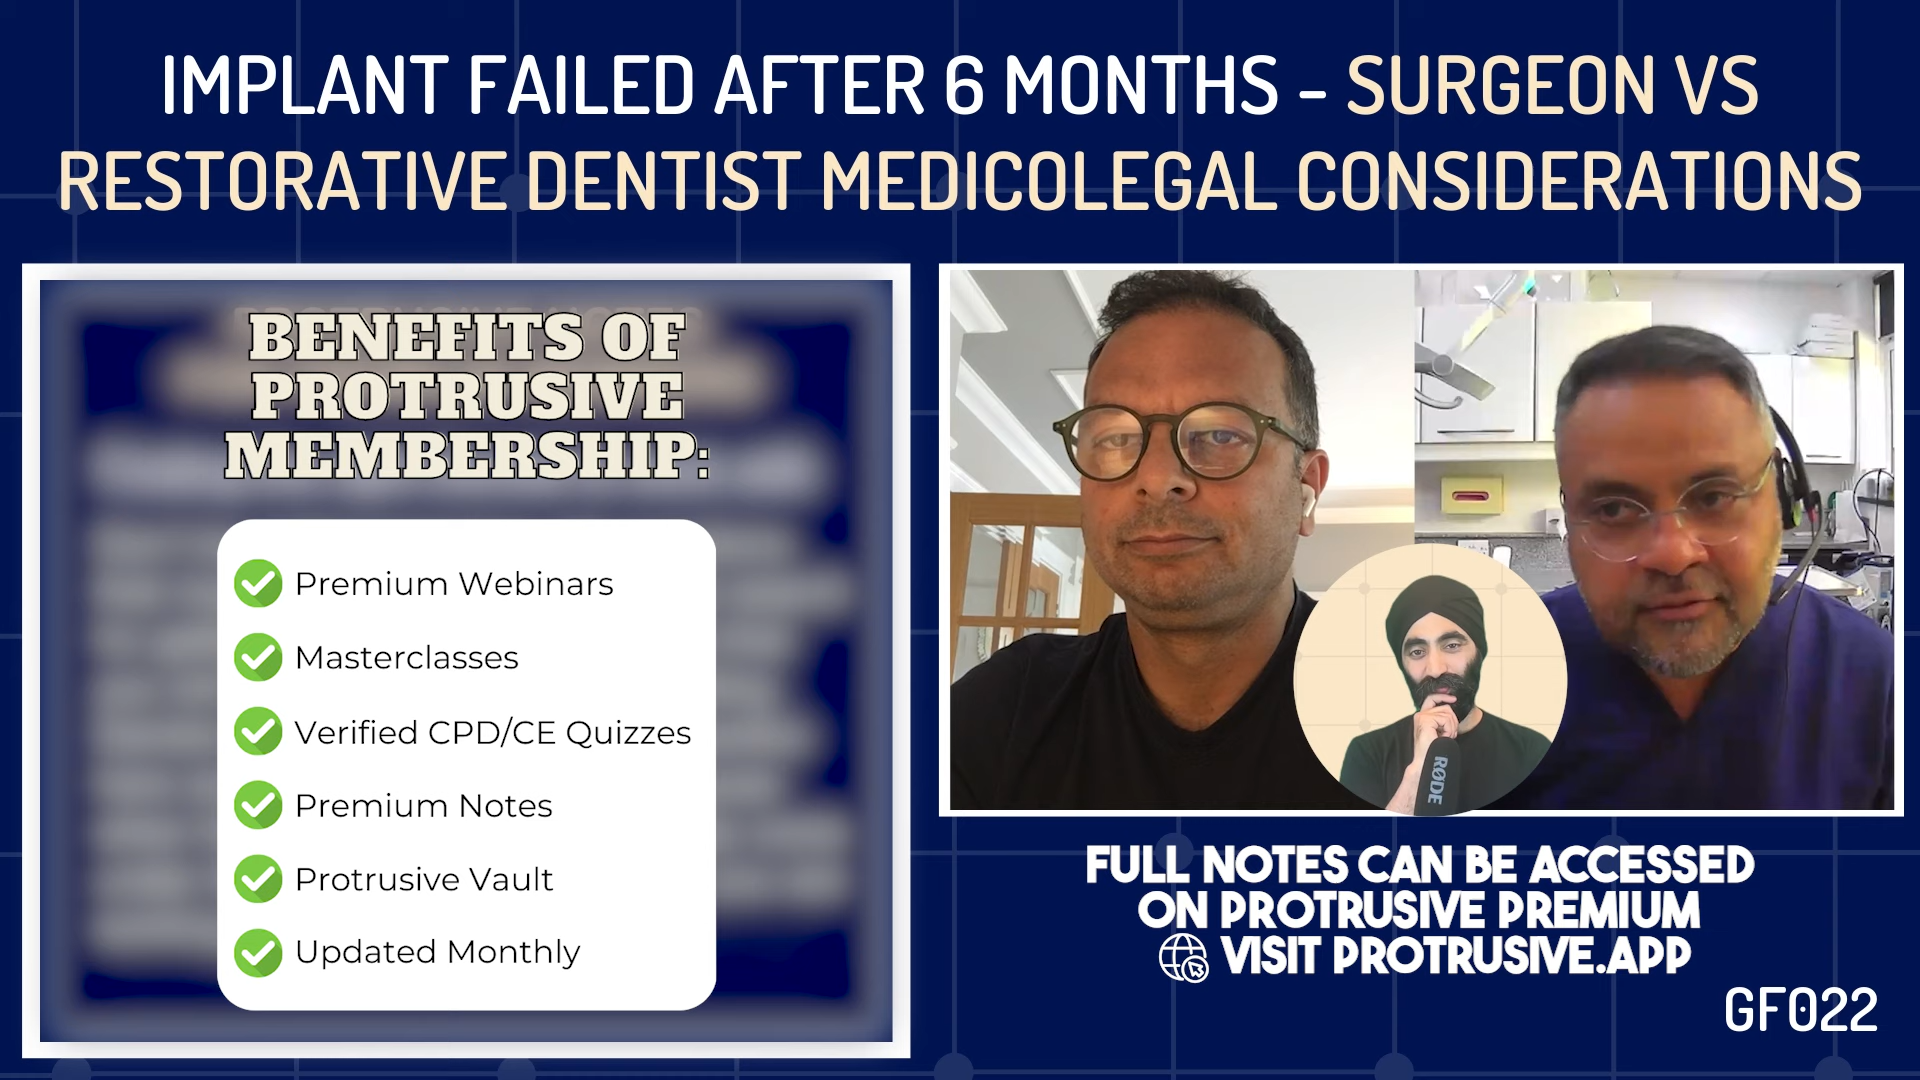 IMPLANT FAILED AFTER 6 MONTHS - SURGEON VS
RESTORATIVE DENTIST MEDICOLEGAL CONSIDERATIONS
BENEFITS OF
PROTRUSIVE
MEMBERSHIP:
Premium Webinars
Masterclasses
Verified CPD/CE Quizzes
Premium Notes
Protrusive Vault
Updated Monthly
RØDE
FULL NOTES CAN BE ACCESSED
ON PROTRUSIVE PREMIUM
VISIT PROTRUSIVE.APP
GF022